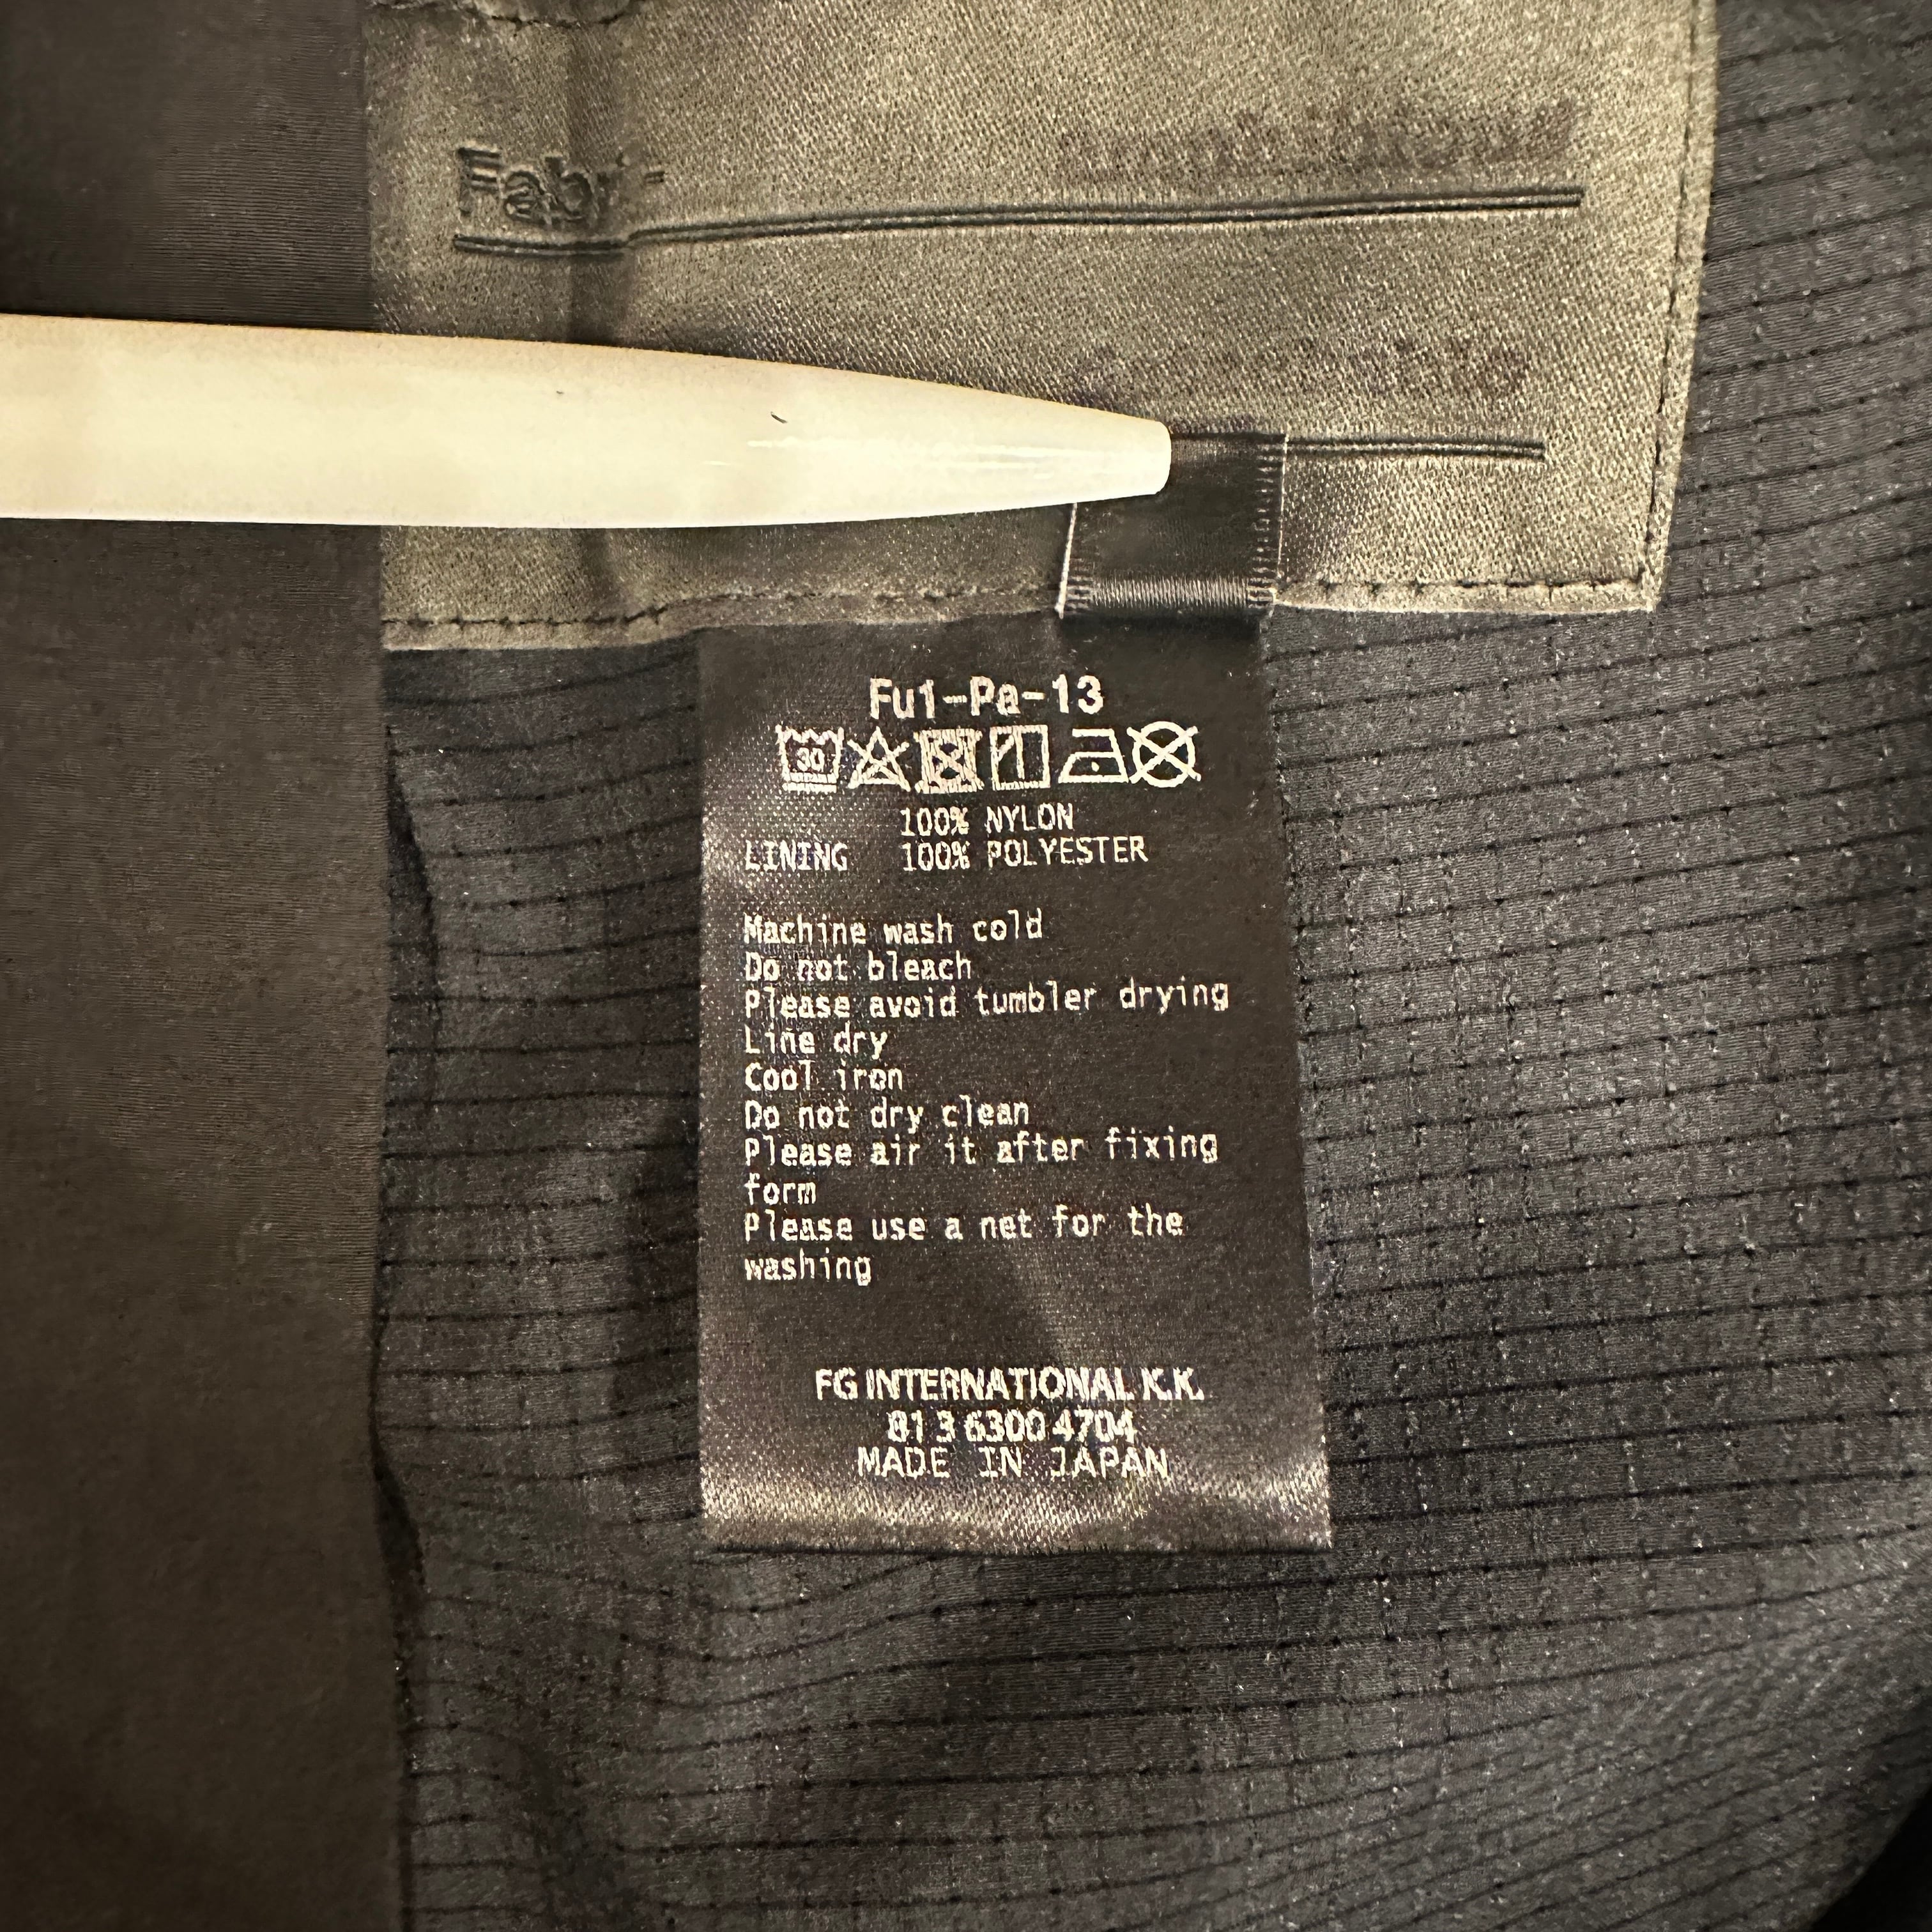 Fabri
Fu1-Pa-13
30
100% NYLON
LINING 100% POLYESTER
Machine wash cold
Do not bleach
Please avoid tumbler drying
Line dry
Cool iron
Do not dry clean
Please air it after fixing
form
Please use a net for the
washing
FG INTERNATIONAL K.K.
81 3 6300 4704
MADE IN JAPAN